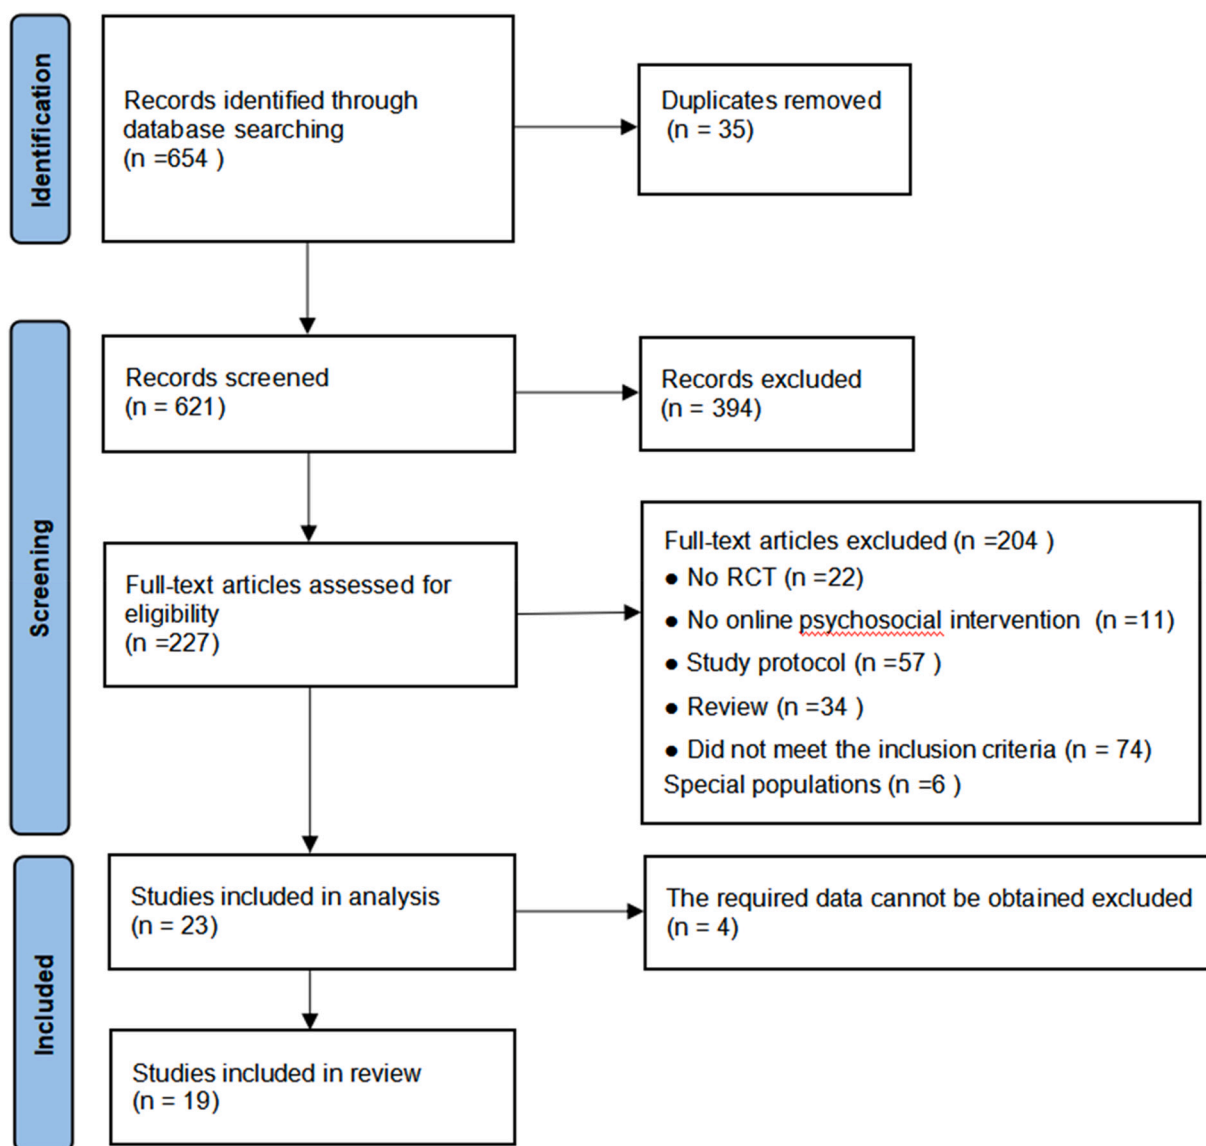 Identification
Records identified through
database searching
(n =654 )
Duplicates removed
(n = 35)
Screening
Records screened
(n = 621)
Records excluded
(n = 394)
Full-text articles assessed for
eligibility
(n =227)
Full-text articles excluded (n =204 )
● No RCT (n =22)
● No online psychosocial intervention (n =11)
● Study protocol (n =57 )
● Review (n =34 )
● Did not meet the inclusion criteria (n = 74)
Special populations (n =6 )
Included
Studies included in analysis
(n = 23)
The required data cannot be obtained excluded
(n = 4)
Studies included in review
(n = 19)